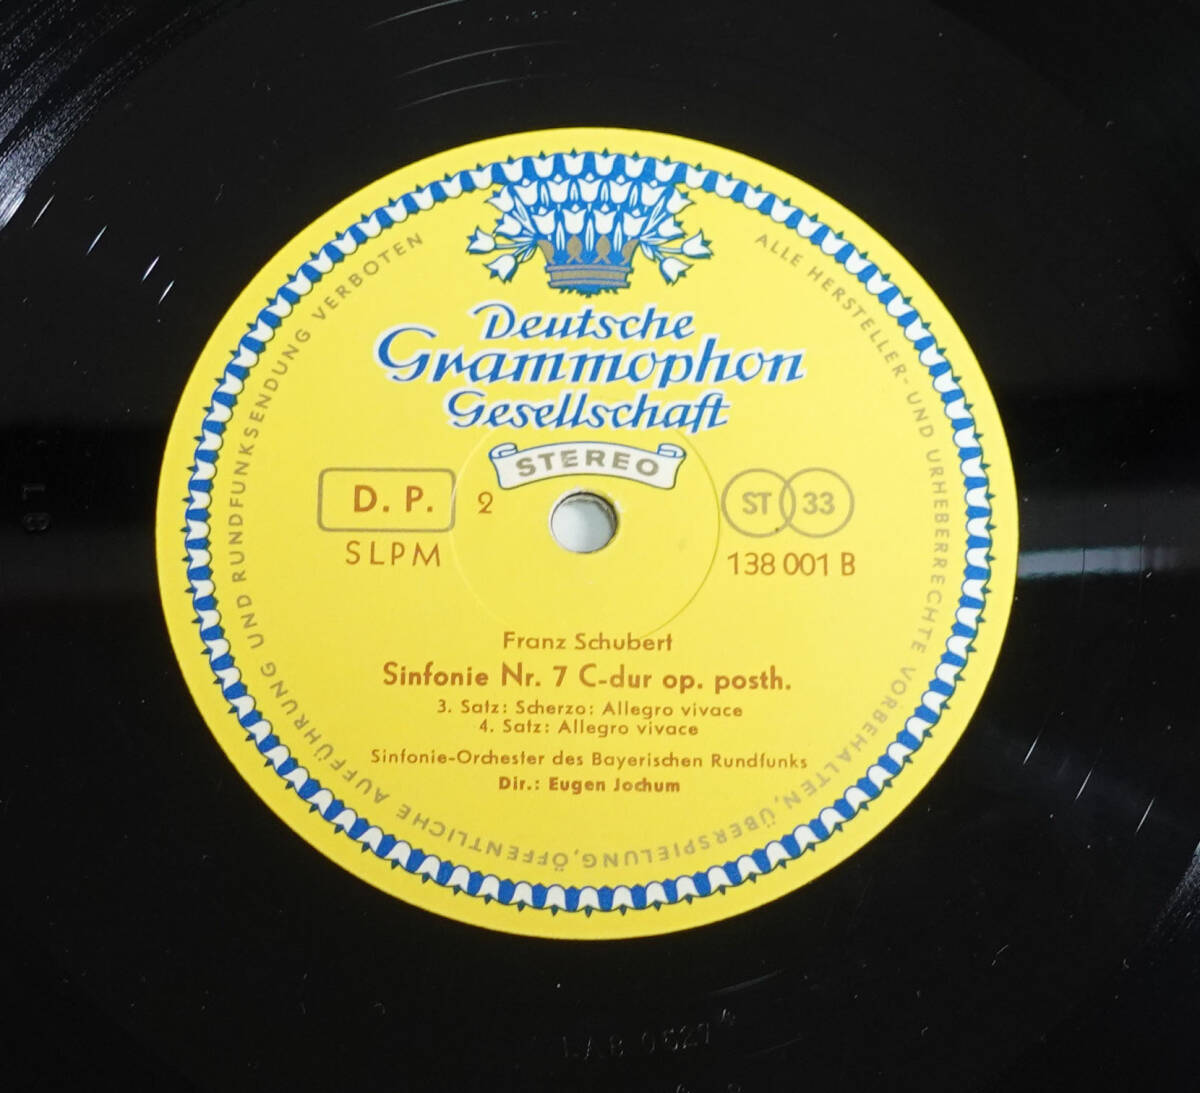 Deutsche
Grammophon
Gesellschaft
STEREO
D. P. 2 ST 33
SLPM 138 001 B
Franz Schubert
Sinfonie Nr. 7 C-dur op. posth.
3. Satz: Scherzo: Allegro vivace
4. Satz: Allegro vivace
Sinfonie-Orchester des Bayerischen Rundfunks
Dir.: Eugen Jochum
ALLE HERSTELLER- UND URHEBERRECHTE VORBEHALTEN, ÜBERSPIELUNG, ÖFFENTLICHE AUFFÜHRUNG UND RUNDFUNKSENDUNG VERBOTEN